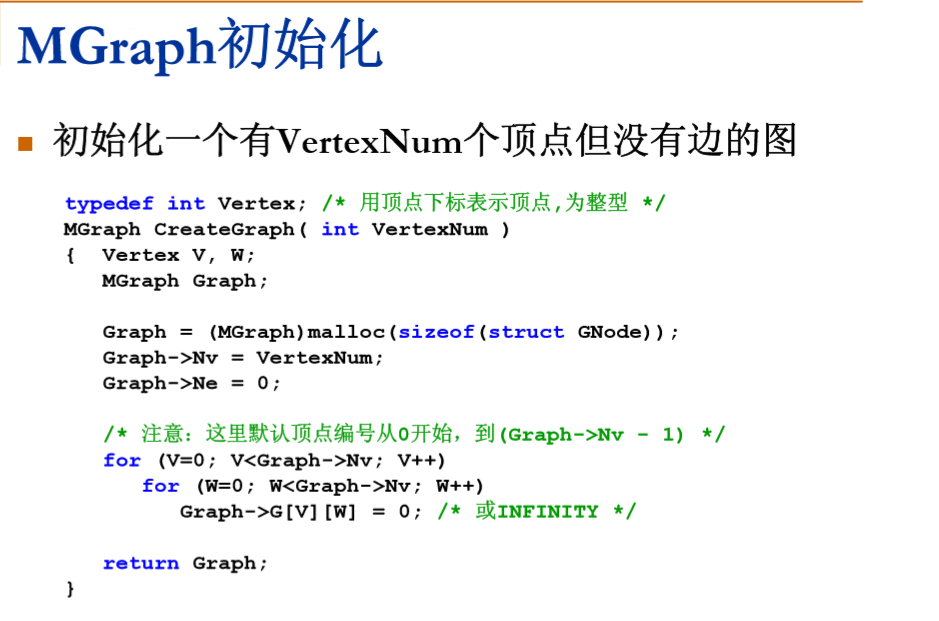 MGraph初始化
初始化一个有VertexNum个顶点但没有边的图
typedef int Vertex; /* 用顶点下标表示顶点,为整型 */
MGraph CreateGraph( int VertexNum )
{ Vertex V, W;
MGraph Graph;
Graph = (MGraph)malloc(sizeof(struct GNode));
Graph->Nv = VertexNum;
Graph->Ne = 0;
/* 注意：这里默认顶点编号从0开始，到(Graph->Nv - 1) */
for (V=0; V<Graph->Nv; V++)
for (W=0; W<Graph->Nv; W++)
Graph->G[V][W] = 0; /* 或INFINITY */
return Graph;
}